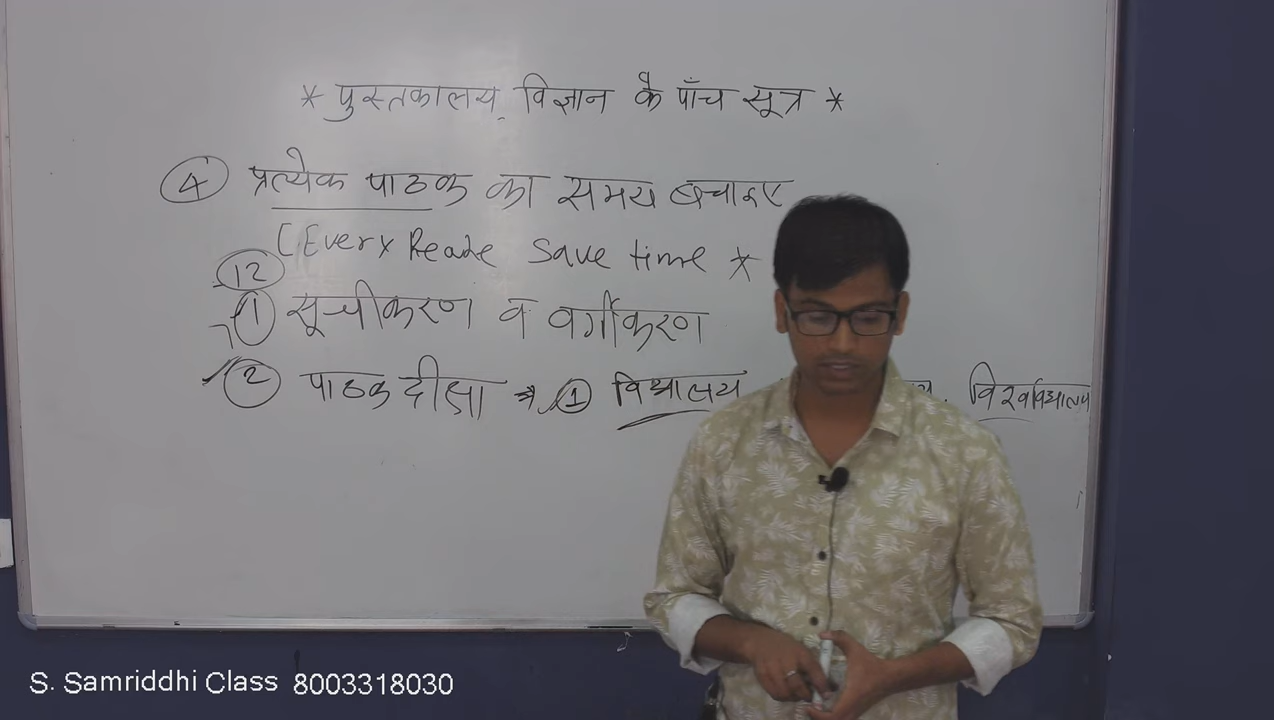 * पुस्तकालय विज्ञान के पाँच सूत्र *
4 प्रत्येक पाठक का समय बचाइए
(Every Reade Save time *
12
1 सूचीकरण व वर्गीकरण
2 पाठक दीक्षा → 1 विद्यालय विश्वविद्यालय
S. Samriddhi Class 8003318030